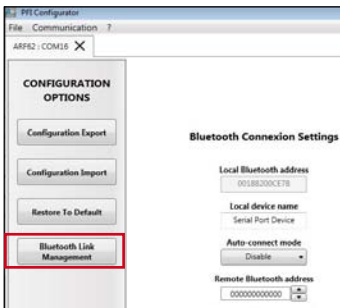 PFI Configurator
File Communication ?
ARF62 : COM16 X
CONFIGURATION
OPTIONS
Configuration Export
Configuration Import
Restore To Default
Bluetooth Link
Management
Bluetooth Connexion Settings
Local Bluetooth address
00188200CE7B
Local device name
Serial Port Device
Auto-connect mode
Disable
Remote Bluetooth address
000000000000